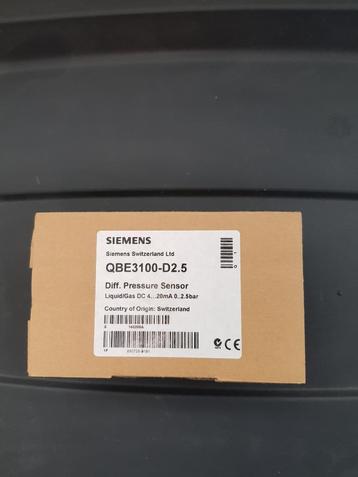 SIEMENS
Siemens Switzerland Ltd
QBE3100-D2.5
Diff. Pressure Sensor
Liquid/Gas DC 4...20mA 0..2.5bar
Country of Origin: Switzerland
CE